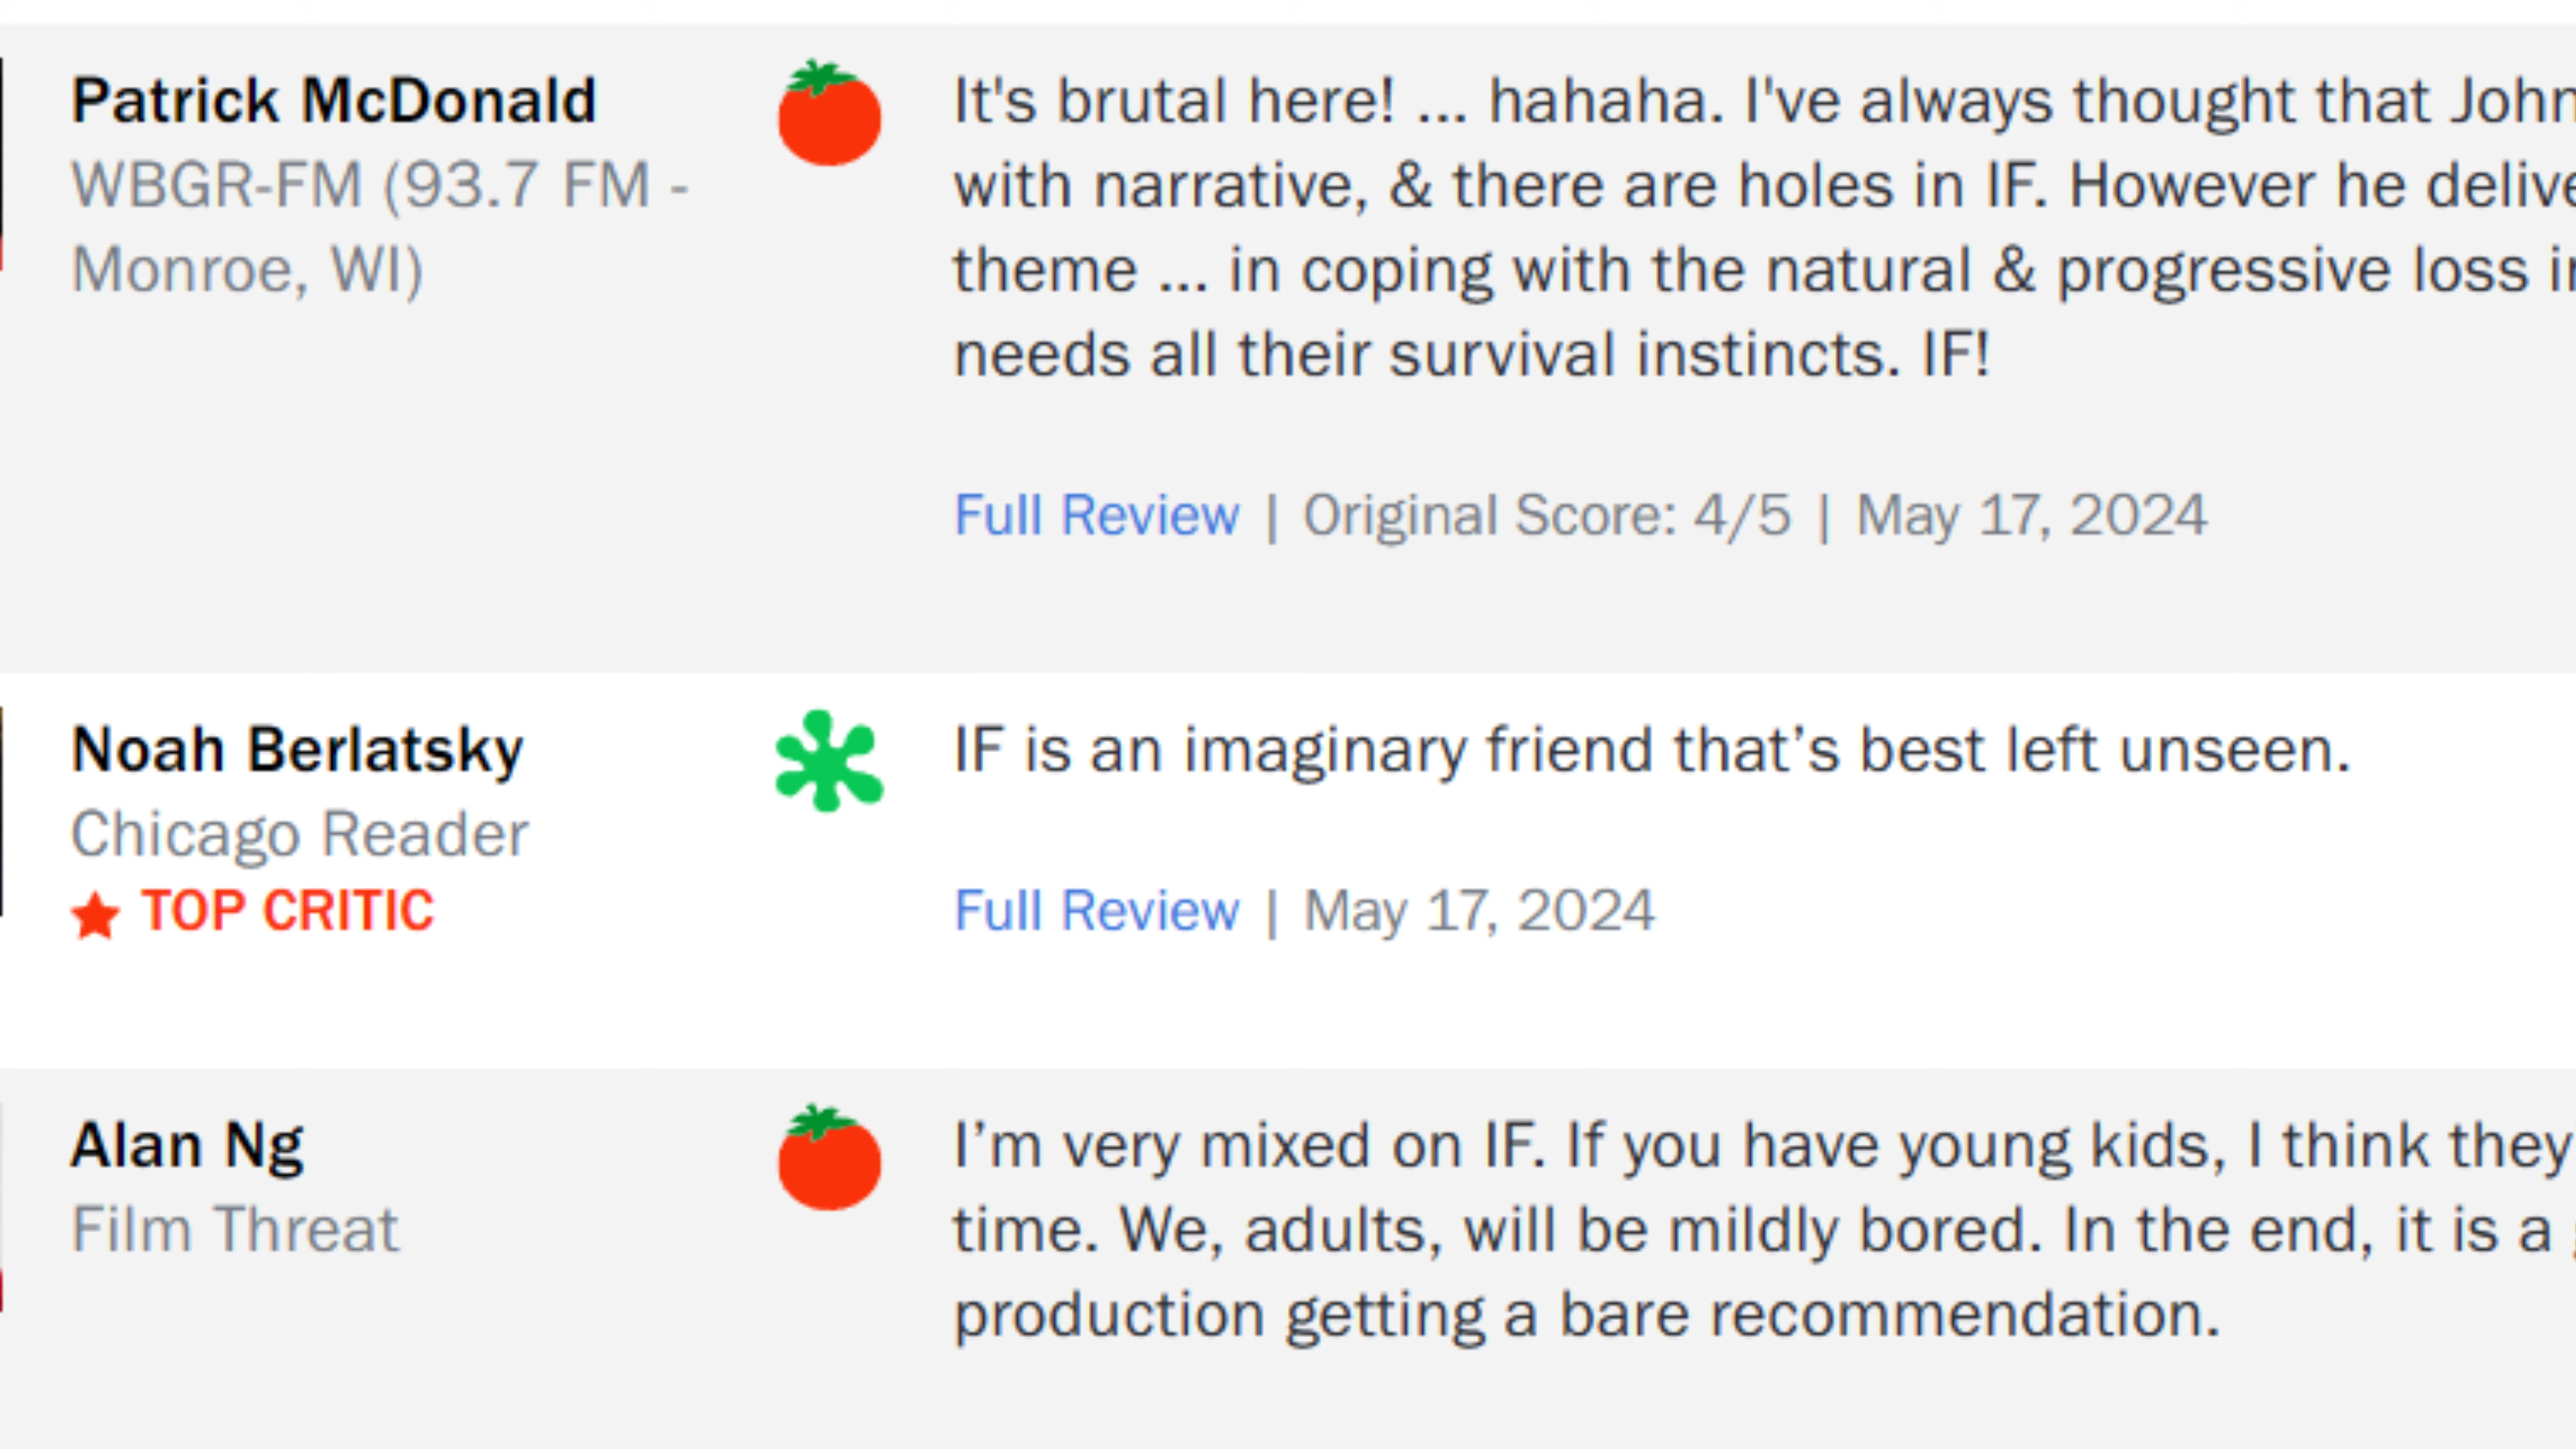 Patrick McDonald
WBGR-FM (93.7 FM -
Monroe, WI)
It's brutal here! ... hahaha. I've always thought that John
with narrative, & there are holes in IF. However he
theme ... in coping with the natural & progressive loss
needs all their survival instincts. IF!
Full Review | Original Score: 4/5 | May 17, 2024
Noah Berlatsky
Chicago Reader
TOP CRITIC
IF is an imaginary friend that’s best left unseen.
Full Review | May 17, 2024
Alan Ng
Film Threat
I’m very mixed on IF. If you have young kids, I think they
time. We, adults, will be mildly bored. In the end, it is a
production getting a bare recommendation.